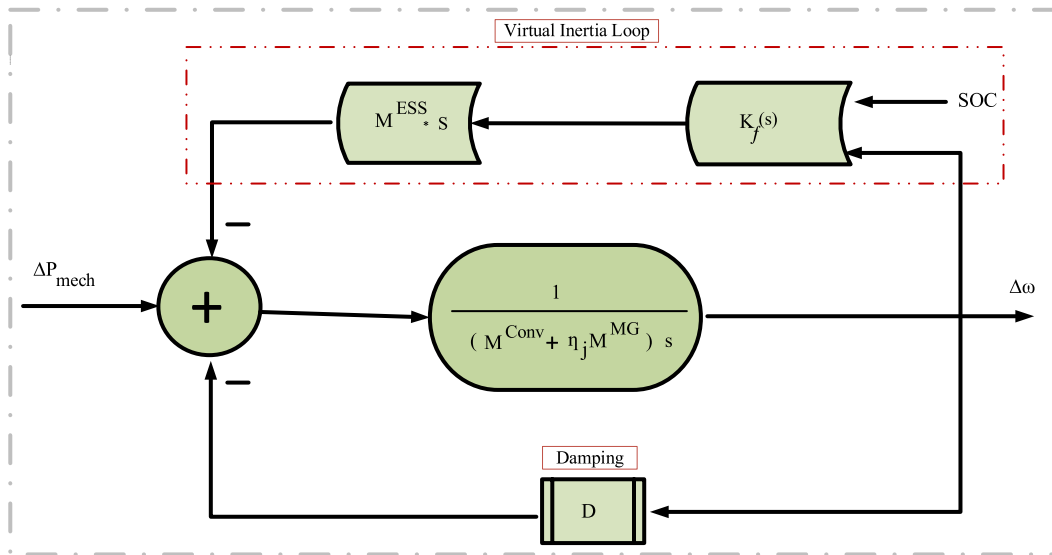 Virtual Inertia Loop
M^ESS * S
K_f(s)
SOC
−
ΔP_mech
+
1
( M^Conv + η_j M^MG ) s
Δω
−
Damping
D